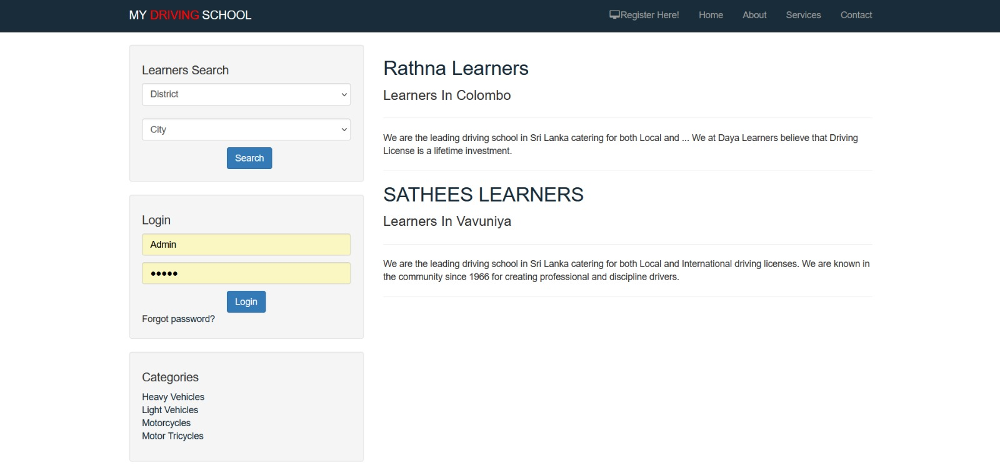 MY DRIVING SCHOOL
Register Here!
Home
About
Services
Contact
Learners Search
District
City
Search
Login
Admin
•••••
Login
Forgot password?
Categories
Heavy Vehicles
Light Vehicles
Motorcycles
Motor Tricycles
Rathna Learners
Learners In Colombo
We are the leading driving school in Sri Lanka catering for both Local and ... We at Daya Learners believe that Driving
License is a lifetime investment.
SATHEES LEARNERS
Learners In Vavuniya
We are the leading driving school in Sri Lanka catering for both Local and International driving licenses. We are known in
the community since 1966 for creating professional and discipline drivers.